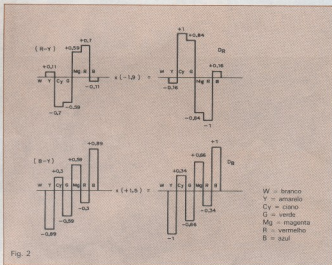 (R-Y)
+0,11
+0,59
+0,7
W Y Cy G Mg R B
-0,7
-0,59
-0,11
x (-1,9) =
+1
+0,84
DR
+0,16
W Y Cy G Mg R B
-0,16
-0,84
-1
(B-Y)
+0,3
+0,59
+0,89
W Y Cy G Mg R B
-0,89
-0,59
-0,3
x (+1,5) =
+0,34
+0,66
+1
DB
W Y Cy G Mg R B
-1
-0,66
-0,34
W = branco
Y = amarelo
Cy = ciano
G = verde
Mg = magenta
R = vermelho
B = azul
Fig. 2